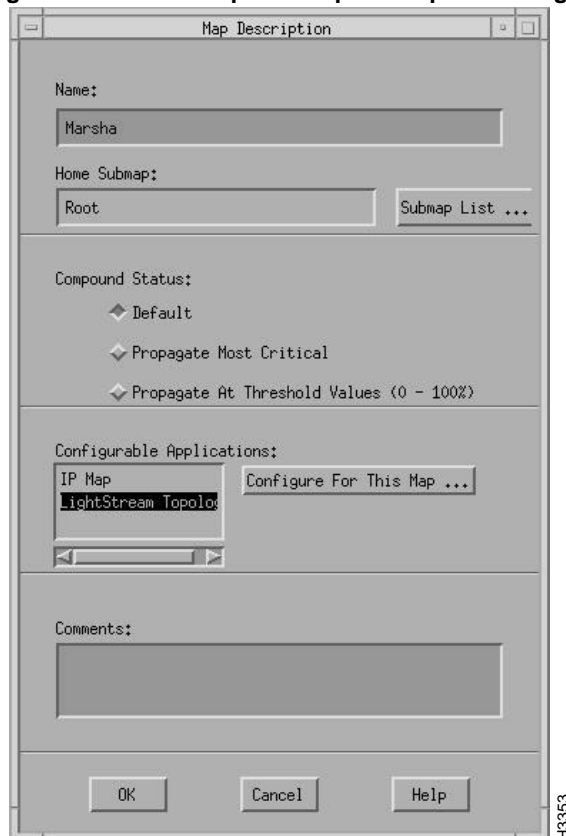 Map Description
Name:
Marsha
Home Submap:
Root
Submap List ...
Compound Status:
Default
Propagate Most Critical
Propagate At Threshold Values (0 - 100%)
Configurable Applications:
IP Map
Configure For This Map ...
LightStream Topolog
Comments:
OK
Cancel
Help
H3353